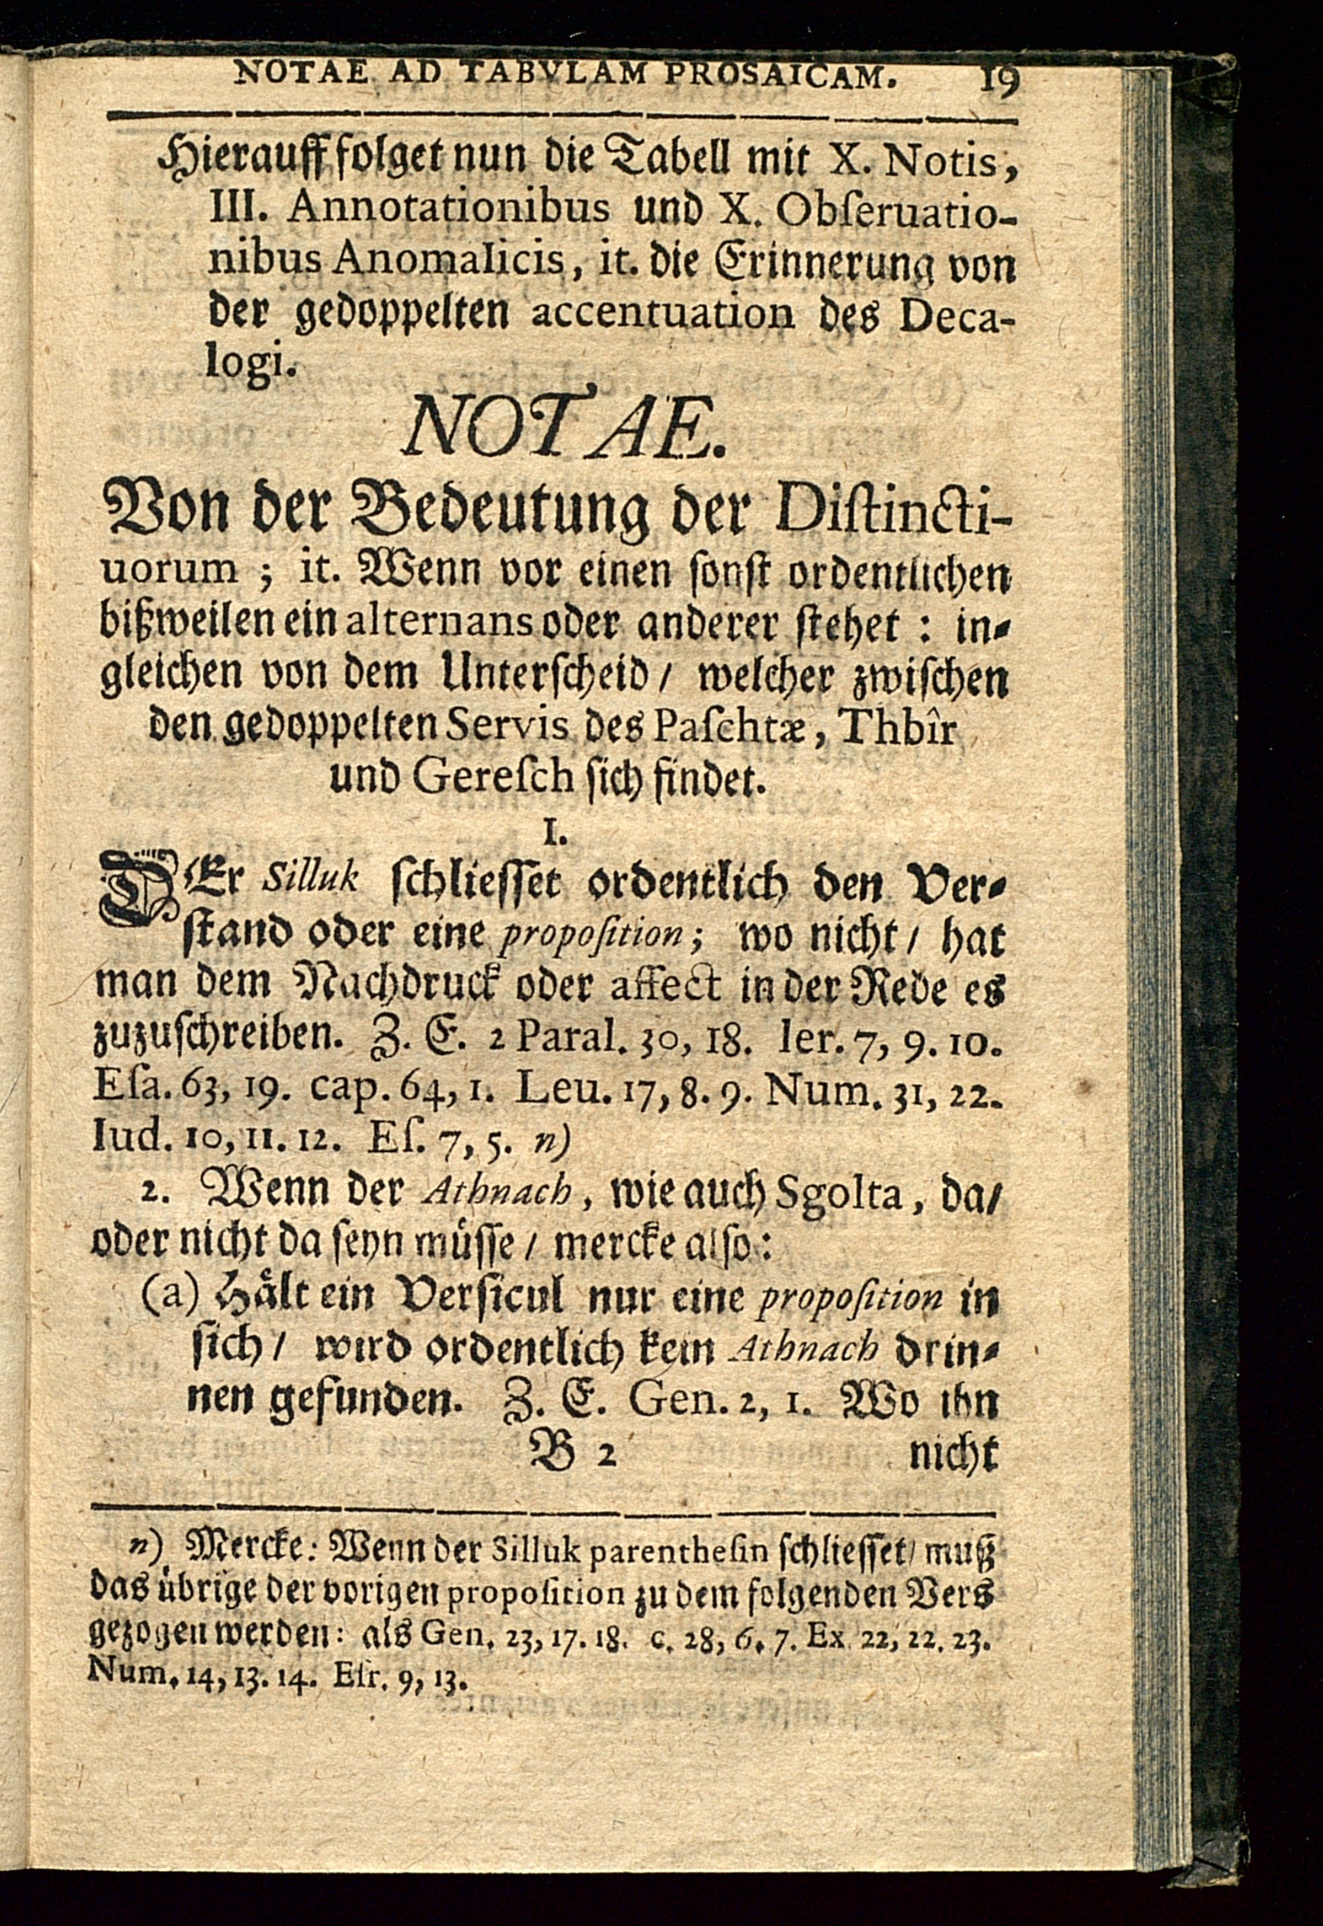 NOTAE AD TABVLAM PROSAICAM. 19
Hierauff folget nun die Tabell mit X. Notis,
III. Annotationibus und X. Obſeruatio-
nibus Anomalicis, it. die Erinnerung von
der gedoppelten accentuation des Deca-
logi.
NOTAE.
Von der Bedeutung der Diſtincti-
uorum ; it. Wenn vor einen ſonſt ordentlichen
bißweilen ein alternans oder anderer ſtehet : in-
gleichen von dem Unterſcheid / welcher zwiſchen
den gedoppelten Servis des Paſchtæ, Thbîr
und Gereſch ſich findet.
I.
DEr Silluk ſchlieſſet ordentlich den Ver-
ſtand oder eine propoſition; wo nicht / hat
man dem Nachdruck oder affect in der Rede es
zuzuſchreiben. Z. E. 2 Paral. 30, 18. Ier. 7, 9. 10.
Eſa. 63, 19. cap. 64, 1. Leu. 17, 8. 9. Num. 31, 22.
Iud. 10, 11. 12. Eſ. 7, 5. n)
2. Wenn der Athnach, wie auch Sgolta, da/
oder nicht da ſeyn müſſe / mercke alſo:
(a) Hält ein Verſicul nur eine propoſition in
ſich / wird ordentlich kein Athnach drin-
nen gefunden. Z. E. Gen. 2, 1. Wo ihn
B 2 nicht
n) Mercke: Wenn der Silluk parentheſin ſchlieſſet/ muß
das übrige der vorigen propoſition zu dem folgenden Vers
gezogen werden: als Gen. 23, 17. 18. c. 28, 6. 7. Ex. 22, 22. 23.
Num. 14, 13. 14. Eſr. 9, 13.